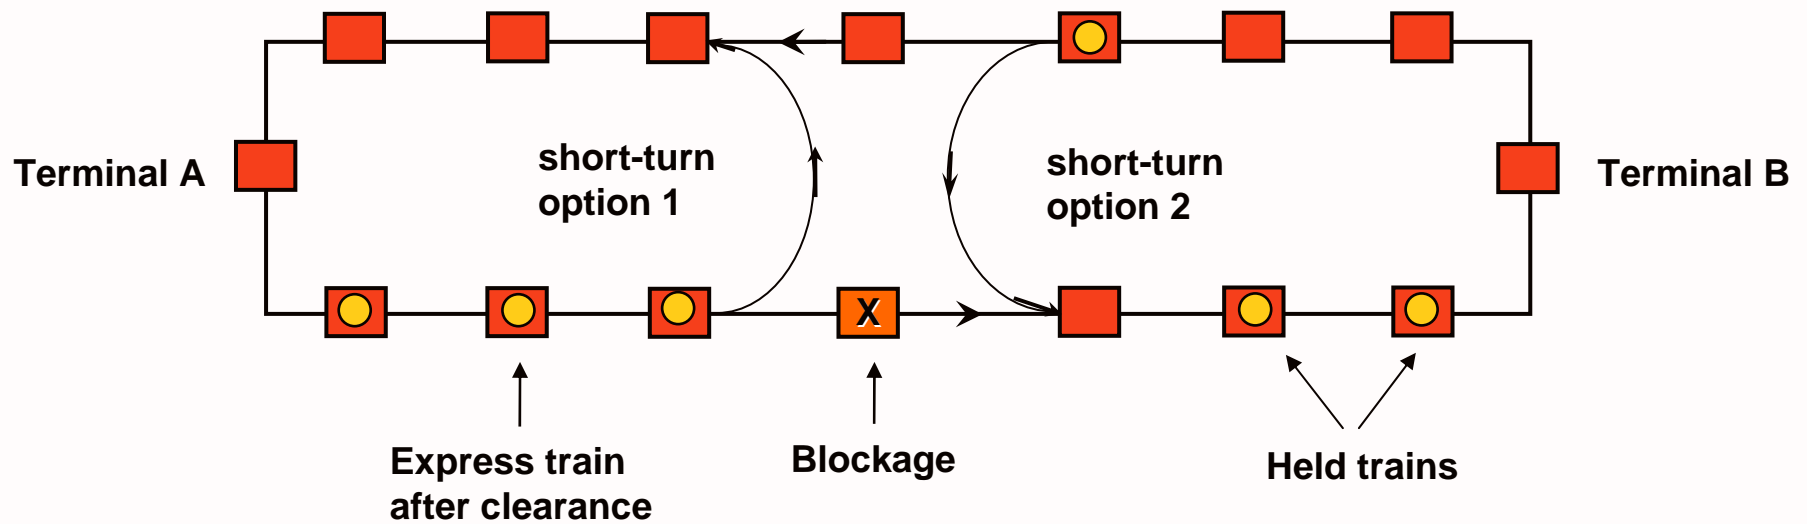 Terminal A
short-turn
option 1
short-turn
option 2
Terminal B
X
Express train
after clearance
Blockage
Held trains